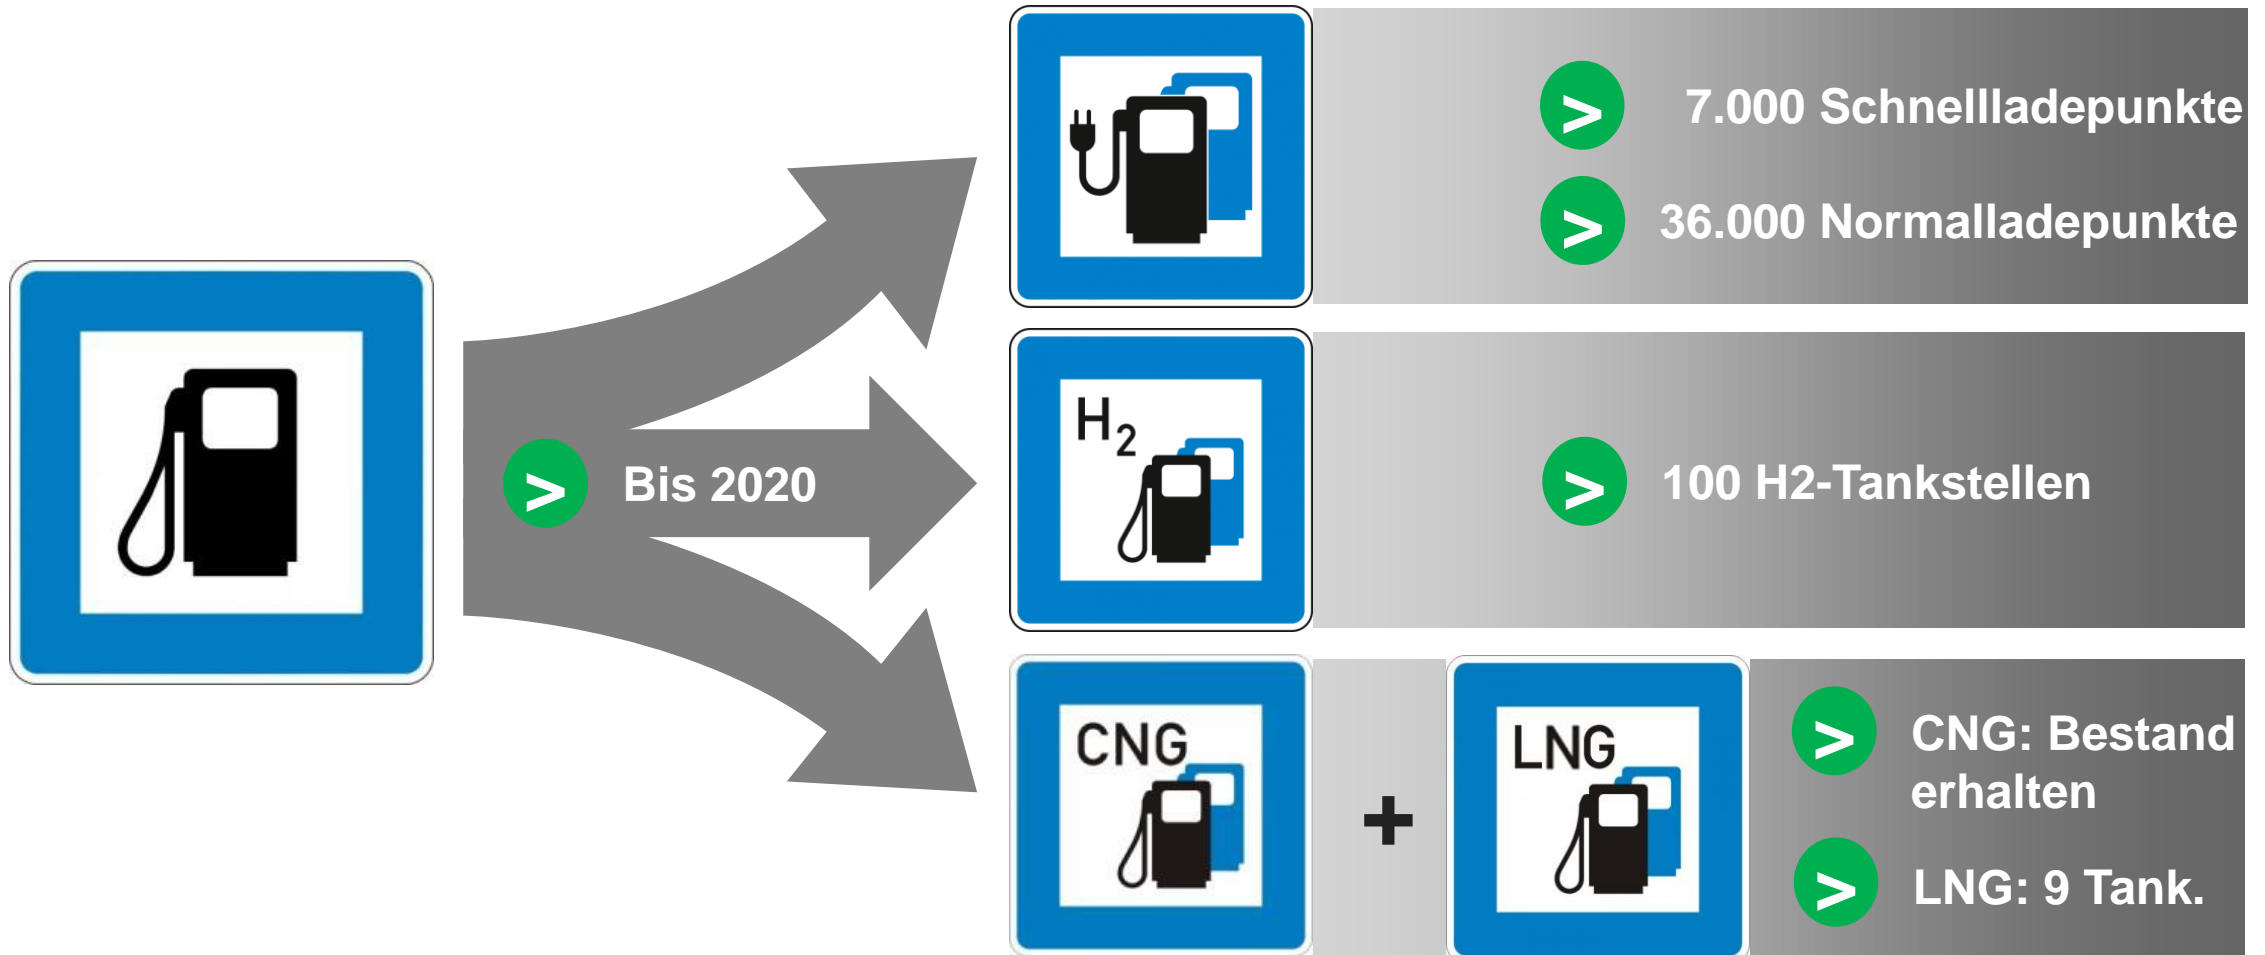 > 7.000 Schnellladepunkte
> 36.000 Normalladepunkte
> Bis 2020
H2
> 100 H2-Tankstellen
CNG
+
LNG
> CNG: Bestand
erhalten
> LNG: 9 Tank.